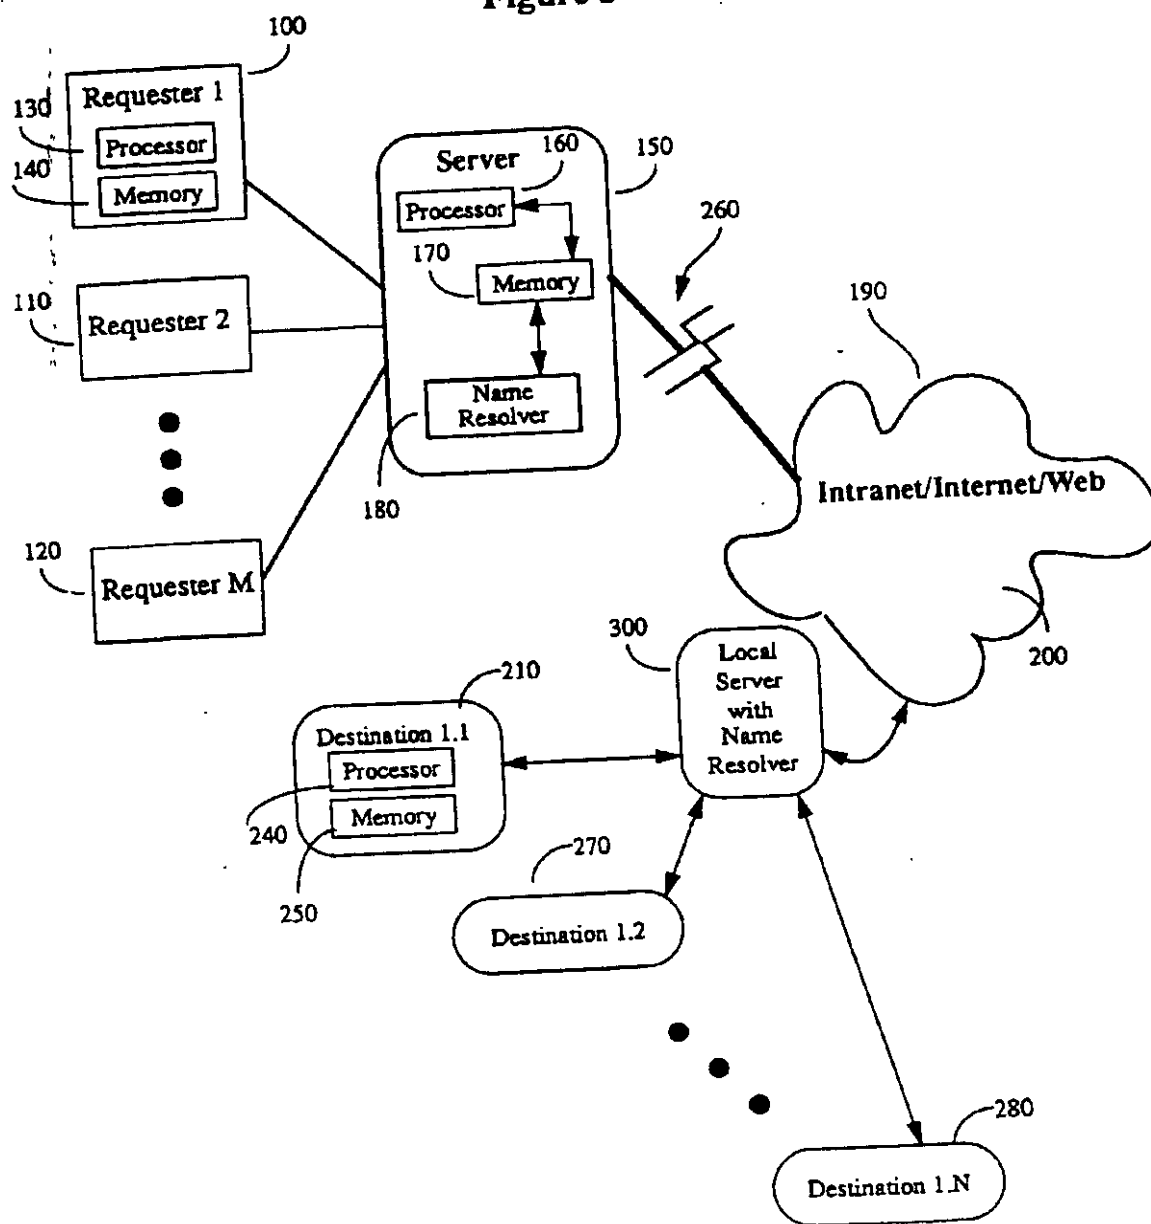 Figure
100
Requester 1
130
Processor
140
Memory
110
Requester 2
120
Requester M
Server
160
150
Processor
170
Memory
Name
Resolver
180
260
190
Intranet/Internet/Web
200
300
Local
Server
with
Name
Resolver
210
Destination 1.1
Processor
240
Memory
250
270
Destination 1.2
280
Destination 1.N